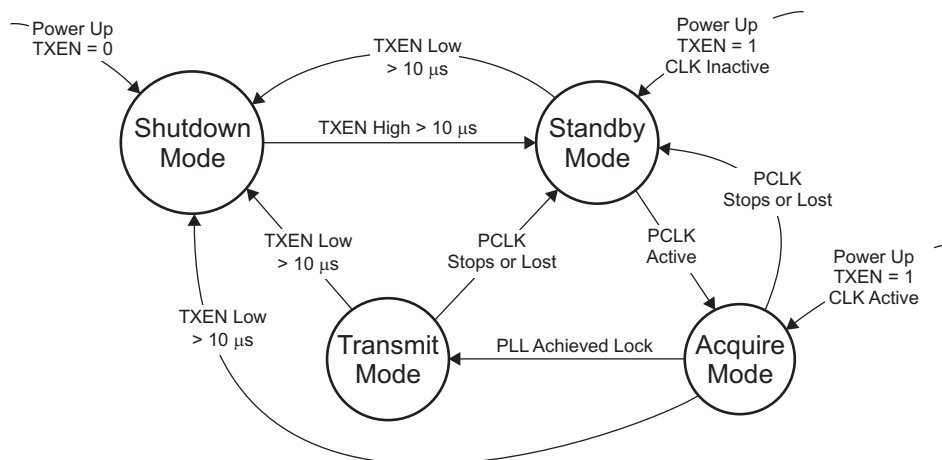 Power Up
TXEN = 0
TXEN Low
> 10 μs
Power Up
TXEN = 1
CLK Inactive
Shutdown
Mode
TXEN High > 10 μs
Standby
Mode
PCLK
Stops or Lost
TXEN Low
> 10 μs
PCLK
Stops or Lost
PCLK
Active
Power Up
TXEN = 1
CLK Active
TXEN Low
> 10 μs
Transmit
Mode
PLL Achieved Lock
Acquire
Mode